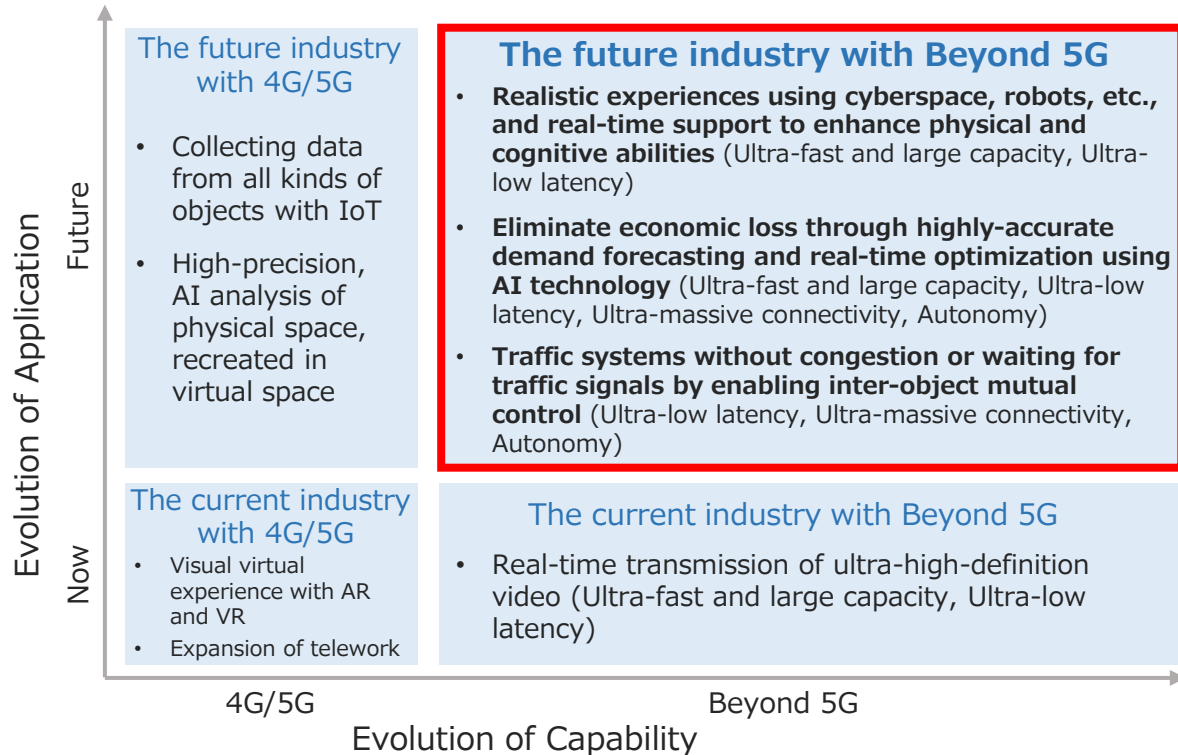 Evolution of Application
Future
Now
The future industry
with 4G/5G
• Collecting data
from all kinds of
objects with IoT
• High-precision,
AI analysis of
physical space,
recreated in
virtual space
The future industry with Beyond 5G
• Realistic experiences using cyberspace, robots, etc.,
and real-time support to enhance physical and
cognitive abilities (Ultra-fast and large capacity, Ultra-
low latency)
• Eliminate economic loss through highly-accurate
demand forecasting and real-time optimization using
AI technology (Ultra-fast and large capacity, Ultra-low
latency, Ultra-massive connectivity, Autonomy)
• Traffic systems without congestion or waiting for
traffic signals by enabling inter-object mutual
control (Ultra-low latency, Ultra-massive connectivity,
Autonomy)
The current industry
with 4G/5G
• Visual virtual
experience with AR
and VR
• Expansion of telework
The current industry with Beyond 5G
• Real-time transmission of ultra-high-definition
video (Ultra-fast and large capacity, Ultra-low
latency)
4G/5G
Beyond 5G
Evolution of Capability